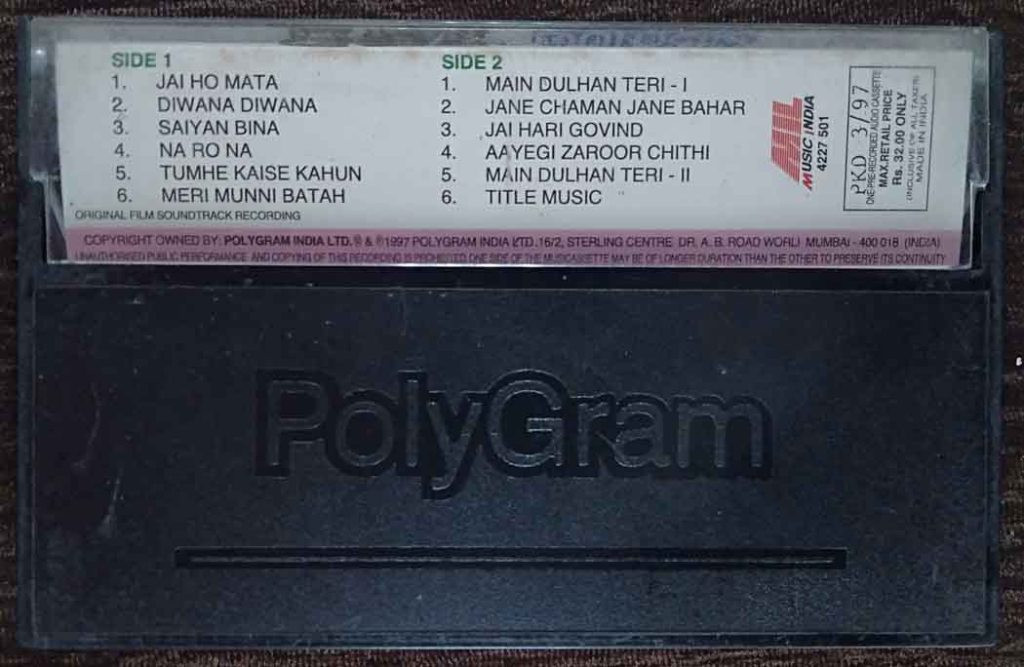 SIDE 1
1. JAI HO MATA
2. DIWANA DIWANA
3. SAIYAN BINA
4. NA RO NA
5. TUMHE KAISE KAHUN
6. MERI MUNNI BATAH
SIDE 2
1. MAIN DULHAN TERI - I
2. JANE CHAMAN JANE BAHAR
3. JAI HARI GOVIND
4. AAYEGI ZAROOR CHITHI
5. MAIN DULHAN TERI - II
6. TITLE MUSIC
MIL
MUSIC INDIA
4227 501
PKD 3/97
ONE-PRE-RECORDED AUDIO CASSETTE
MAX.RETAIL PRICE
Rs. 32.00 ONLY
(INCLUSIVE OF ALL TAXES)
MADE IN INDIA
ORIGINAL FILM SOUNDTRACK RECORDING
COPYRIGHT OWNED BY: POLYGRAM INDIA LTD.® & ℗1997 POLYGRAM INDIA LTD. 16/2, STERLING CENTRE DR. A. B. ROAD WORLI MUMBAI - 400 018 (INDIA)
UNAUTHORISED PUBLIC PERFORMANCE AND COPYING OF THIS RECORDING IS PROHIBITED ONE SIDE OF THE MUSICASSETTE MAY BE OF LONGER DURATION THAN THE OTHER TO PRESERVE ITS CONTINUITY
PolyGram